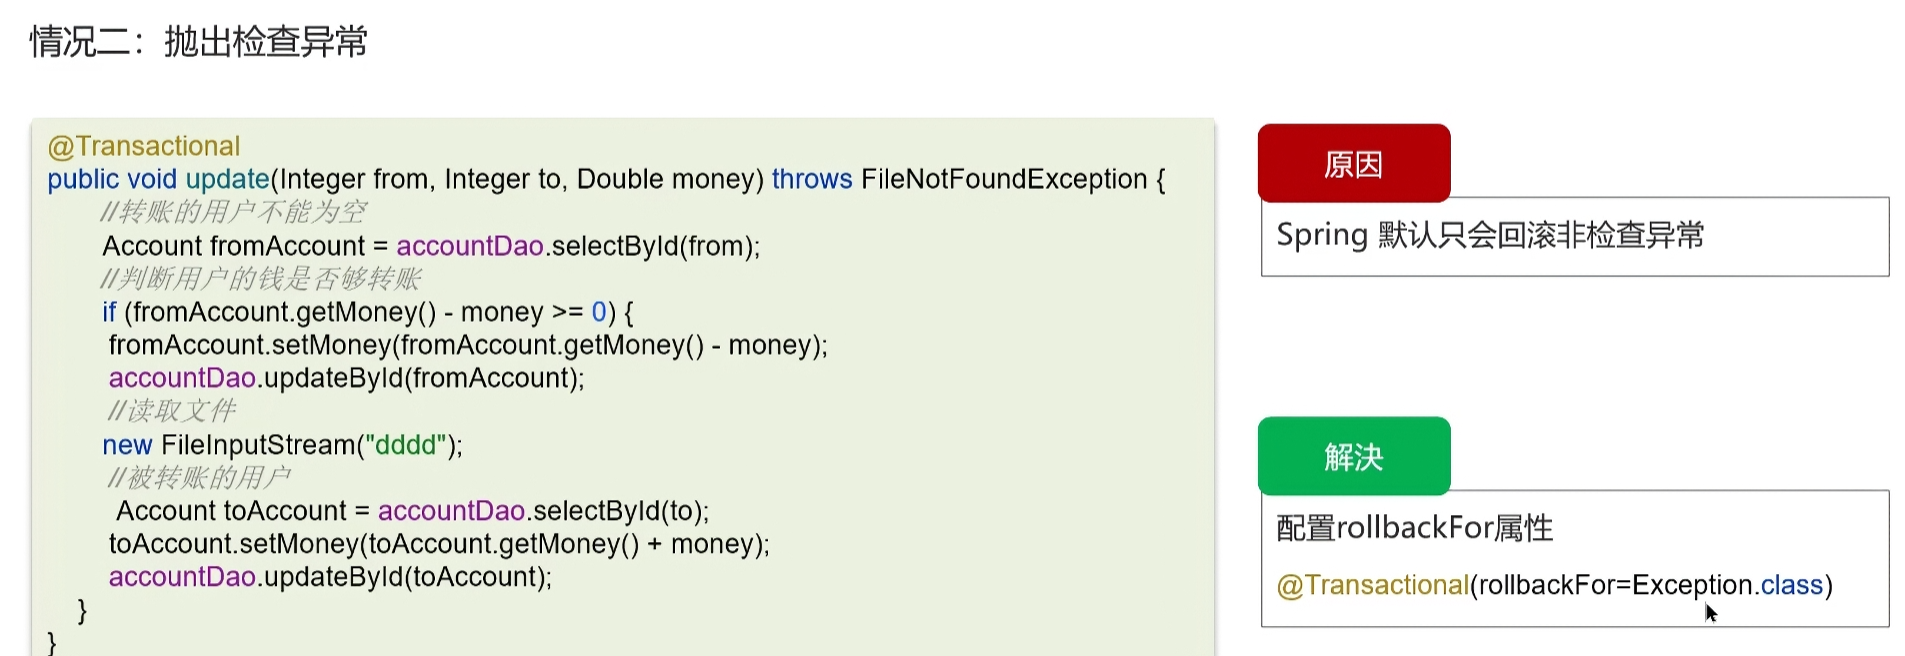 情况二：抛出检查异常
@Transactional
public void update(Integer from, Integer to, Double money) throws FileNotFoundException {
//转账的用户不能为空
Account fromAccount = accountDao.selectById(from);
//判断用户的钱是否够转账
if (fromAccount.getMoney() - money >= 0) {
fromAccount.setMoney(fromAccount.getMoney() - money);
accountDao.updateById(fromAccount);
//读取文件
new FileInputStream("dddd");
//被转账的用户
Account toAccount = accountDao.selectById(to);
toAccount.setMoney(toAccount.getMoney() + money);
accountDao.updateById(toAccount);
}
}
原因
Spring 默认只会回滚非检查异常
解决
配置rollbackFor属性
@Transactional(rollbackFor=Exception.class)